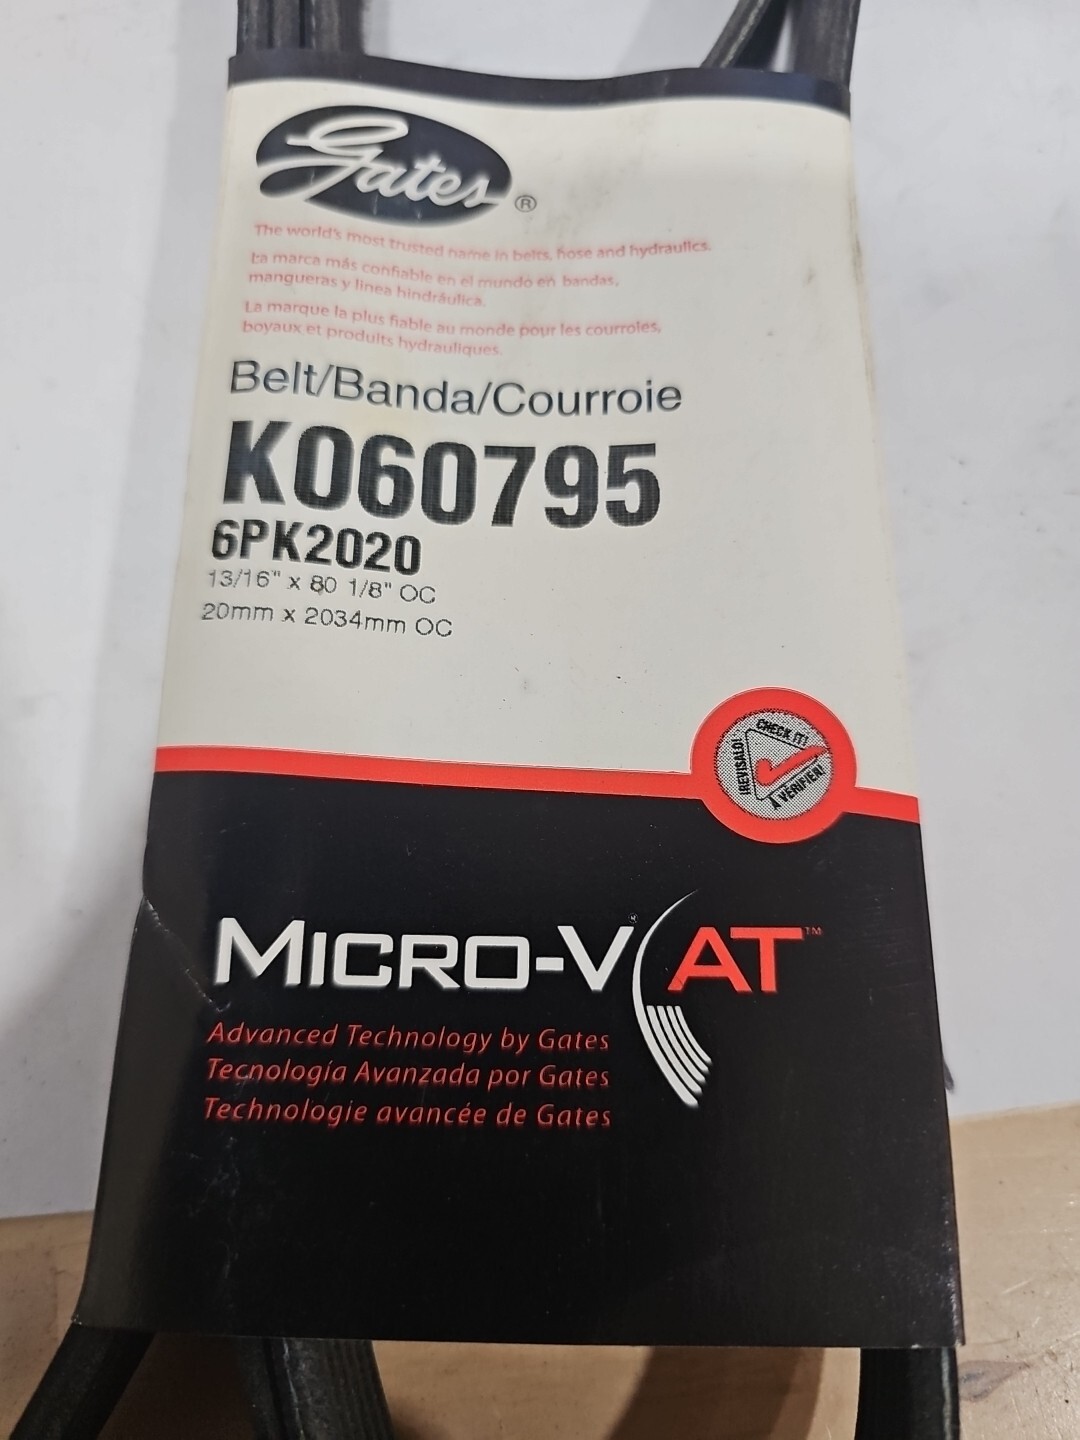 Gates ®
The world's most trusted name in belts, hose and hydraulics.
La marca más confiable en el mundo en bandas,
mangueras y linea hindráulica.
La marque la plus fiable au monde pour les courroies,
boyaux et produits hydrauliques.
Belt/Banda/Courroie
K060795
6PK2020
13/16" x 80 1/8" OC
20mm x 2034mm OC
CHECK IT!
¡REVISALO!
À VÉRIFIER!
MICRO-V® AT™
Advanced Technology by Gates
Tecnología Avanzada por Gates
Technologie avancée de Gates